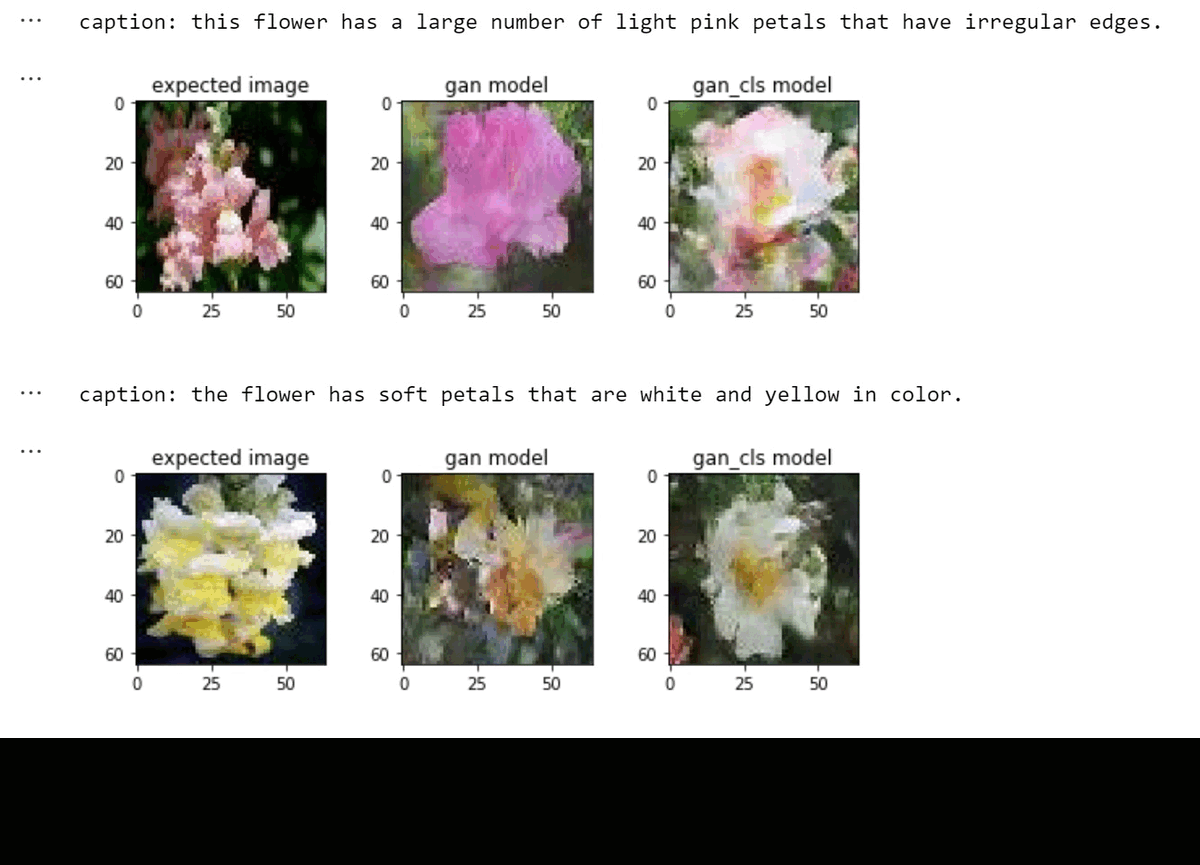 ... caption: this flower has a large number of light pink petals that have irregular edges.
...
expected image gan model gan_cls model
0 0 0
20 20 20
40 40 40
60 60 60
0 25 50 0 25 50 0 25 50
... caption: the flower has soft petals that are white and yellow in color.
...
expected image gan model gan_cls model
0 0 0
20 20 20
40 40 40
60 60 60
0 25 50 0 25 50 0 25 50